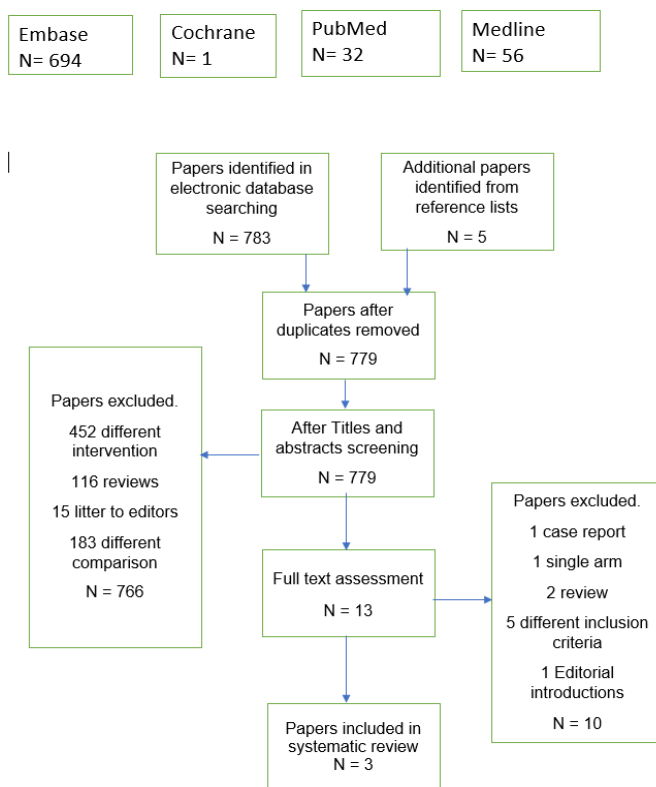 Embase
N= 694
Cochrane
N= 1
PubMed
N= 32
Medline
N= 56
Papers identified in
electronic database
searching
N = 783
Additional papers
identified from
reference lists
N = 5
Papers after
duplicates removed
N = 779
Papers excluded.
452 different
intervention
116 reviews
15 litter to editors
183 different
comparison
N = 766
After Titles and
abstracts screening
N = 779
Full text assessment
N = 13
Papers excluded.
1 case report
1 single arm
2 review
5 different inclusion
criteria
1 Editorial
introductions
N = 10
Papers included in
systematic review
N = 3